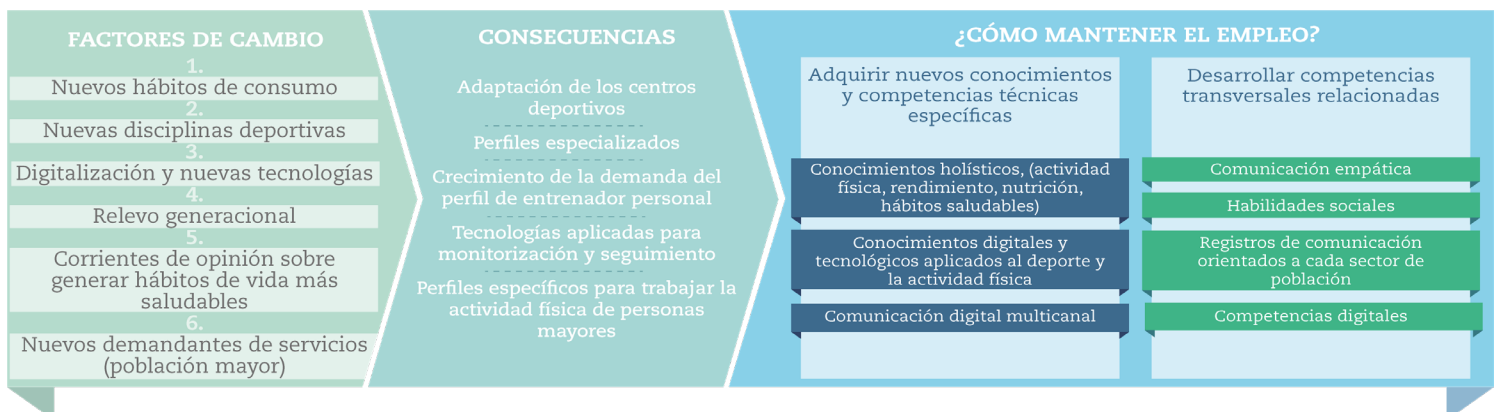 FACTORES DE CAMBIO
1.
Nuevos hábitos de consumo
2.
Nuevas disciplinas deportivas
3.
Digitalización y nuevas tecnologías
4.
Relevo generacional
5.
Corrientes de opinión sobre
generar hábitos de vida más
saludables
6.
Nuevos demandantes de servicios
(población mayor)
CONSECUENCIAS
Adaptación de los centros
deportivos
Perfiles especializados
Crecimiento de la demanda del
perfil de entrenador personal
Tecnologías aplicadas para
monitorización y seguimiento
Perfiles específicos para trabajar la
actividad física de personas
mayores
¿CÓMO MANTENER EL EMPLEO?
Adquirir nuevos conocimientos
y competencias técnicas
específicas
Conocimientos holísticos, (actividad
física, rendimiento, nutrición,
hábitos saludables)
Conocimientos digitales y
tecnológicos aplicados al deporte y
la actividad física
Comunicación digital multicanal
Desarrollar competencias
transversales relacionadas
Comunicación empática
Habilidades sociales
Registros de comunicación
orientados a cada sector de
población
Competencias digitales